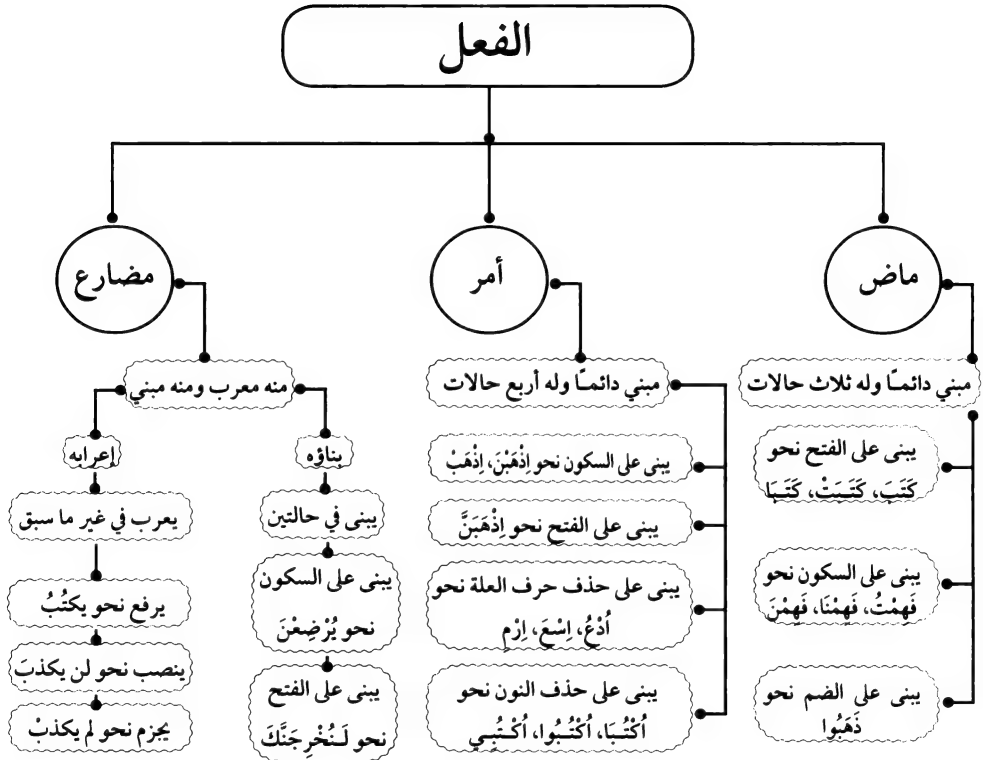 الفعل
ماض
أمر
مضارع
مبني دائمًا وله ثلاث حالات
يبنى على الفتح نحو
كَتَبَ، كَتَبَتْ، كَتَبَا
يبنى على السكون نحو
فَهِمْتُ، فَهِمْنَا، فَهِمْنَ
يبنى على الضم نحو
ذَهَبُوا
مبني دائمًا وله أربع حالات
يبنى على السكون نحو اِذْهَبْنَ، اِذْهَبْ
يبنى على الفتح نحو اِذْهَبَنَّ
يبنى على حذف حرف العلة نحو
اُدْعُ، اِسْعَ، اِرْمِ
يبنى على حذف النون نحو
اُكْتُبَا، اُكْتُبُوا، اُكْتُبِي
منه معرب ومنه مبني
بناؤه
يبنى في حالتين
يبنى على السكون
نحو يُرْضِعْنَ
يبنى على الفتح
نحو لَنُخْرِجَنَّكَ
إعرابه
يعرب في غير ما سبق
يرفع نحو يكتُبُ
ينصب نحو لن يكذبَ
يجزم نحو لم يكذبْ